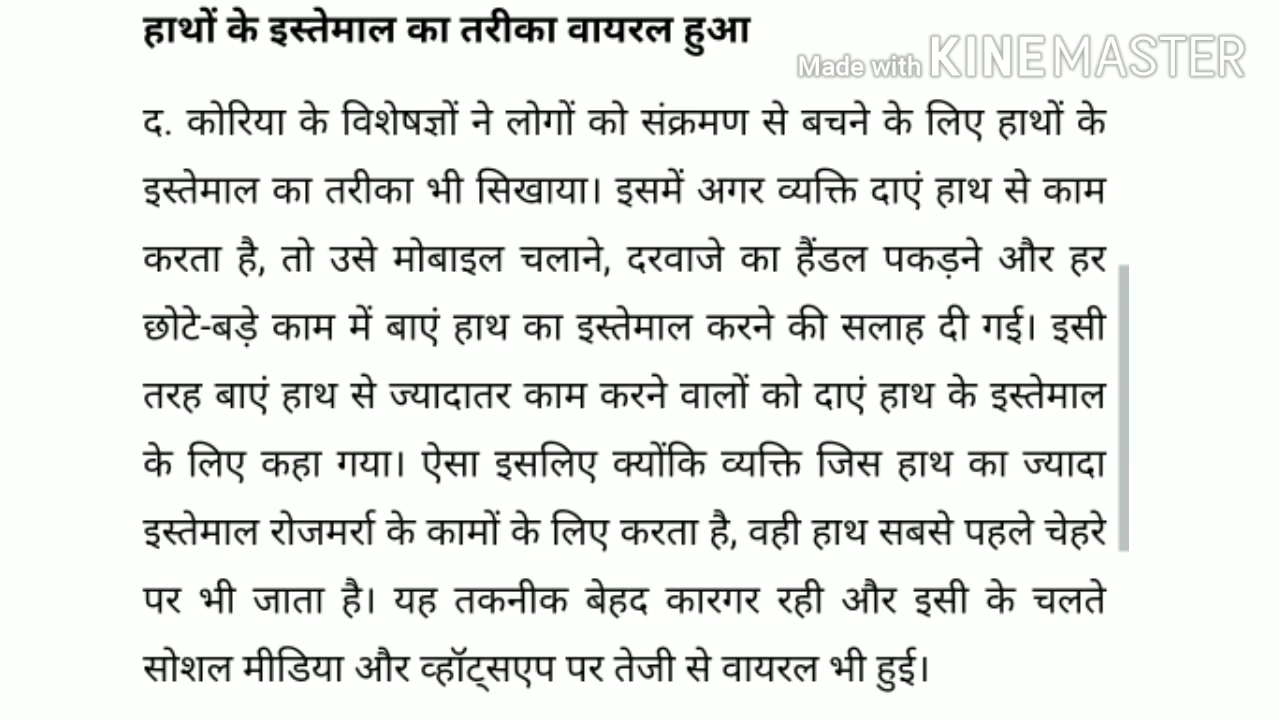 हाथों के इस्तेमाल का तरीका वायरल हुआ
Made with KINEMASTER
द. कोरिया के विशेषज्ञों ने लोगों को संक्रमण से बचने के लिए हाथों के
इस्तेमाल का तरीका भी सिखाया। इसमें अगर व्यक्ति दाएं हाथ से काम
करता है, तो उसे मोबाइल चलाने, दरवाजे का हैंडल पकड़ने और हर
छोटे-बड़े काम में बाएं हाथ का इस्तेमाल करने की सलाह दी गई। इसी
तरह बाएं हाथ से ज्यादातर काम करने वालों को दाएं हाथ के इस्तेमाल
के लिए कहा गया। ऐसा इसलिए क्योंकि व्यक्ति जिस हाथ का ज्यादा
इस्तेमाल रोजमर्रा के कामों के लिए करता है, वही हाथ सबसे पहले चेहरे
पर भी जाता है। यह तकनीक बेहद कारगर रही और इसी के चलते
सोशल मीडिया और व्हॉट्सएप पर तेजी से वायरल भी हुई।